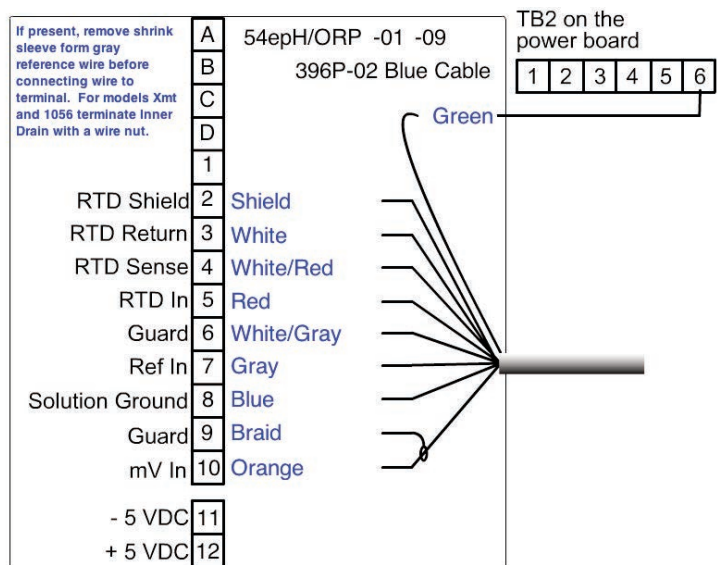 If present, remove shrink
sleeve form gray
reference wire before
connecting wire to
terminal. For models Xmt
and 1056 terminate Inner
Drain with a wire nut.
54epH/ORP -01 -09
396P-02 Blue Cable
TB2 on the
power board
1 2 3 4 5 6
Green
A
B
C
D
1
RTD Shield 2 Shield
RTD Return 3 White
RTD Sense 4 White/Red
RTD In 5 Red
Guard 6 White/Gray
Ref In 7 Gray
Solution Ground 8 Blue
Guard 9 Braid
mV In 10 Orange
- 5 VDC 11
+ 5 VDC 12